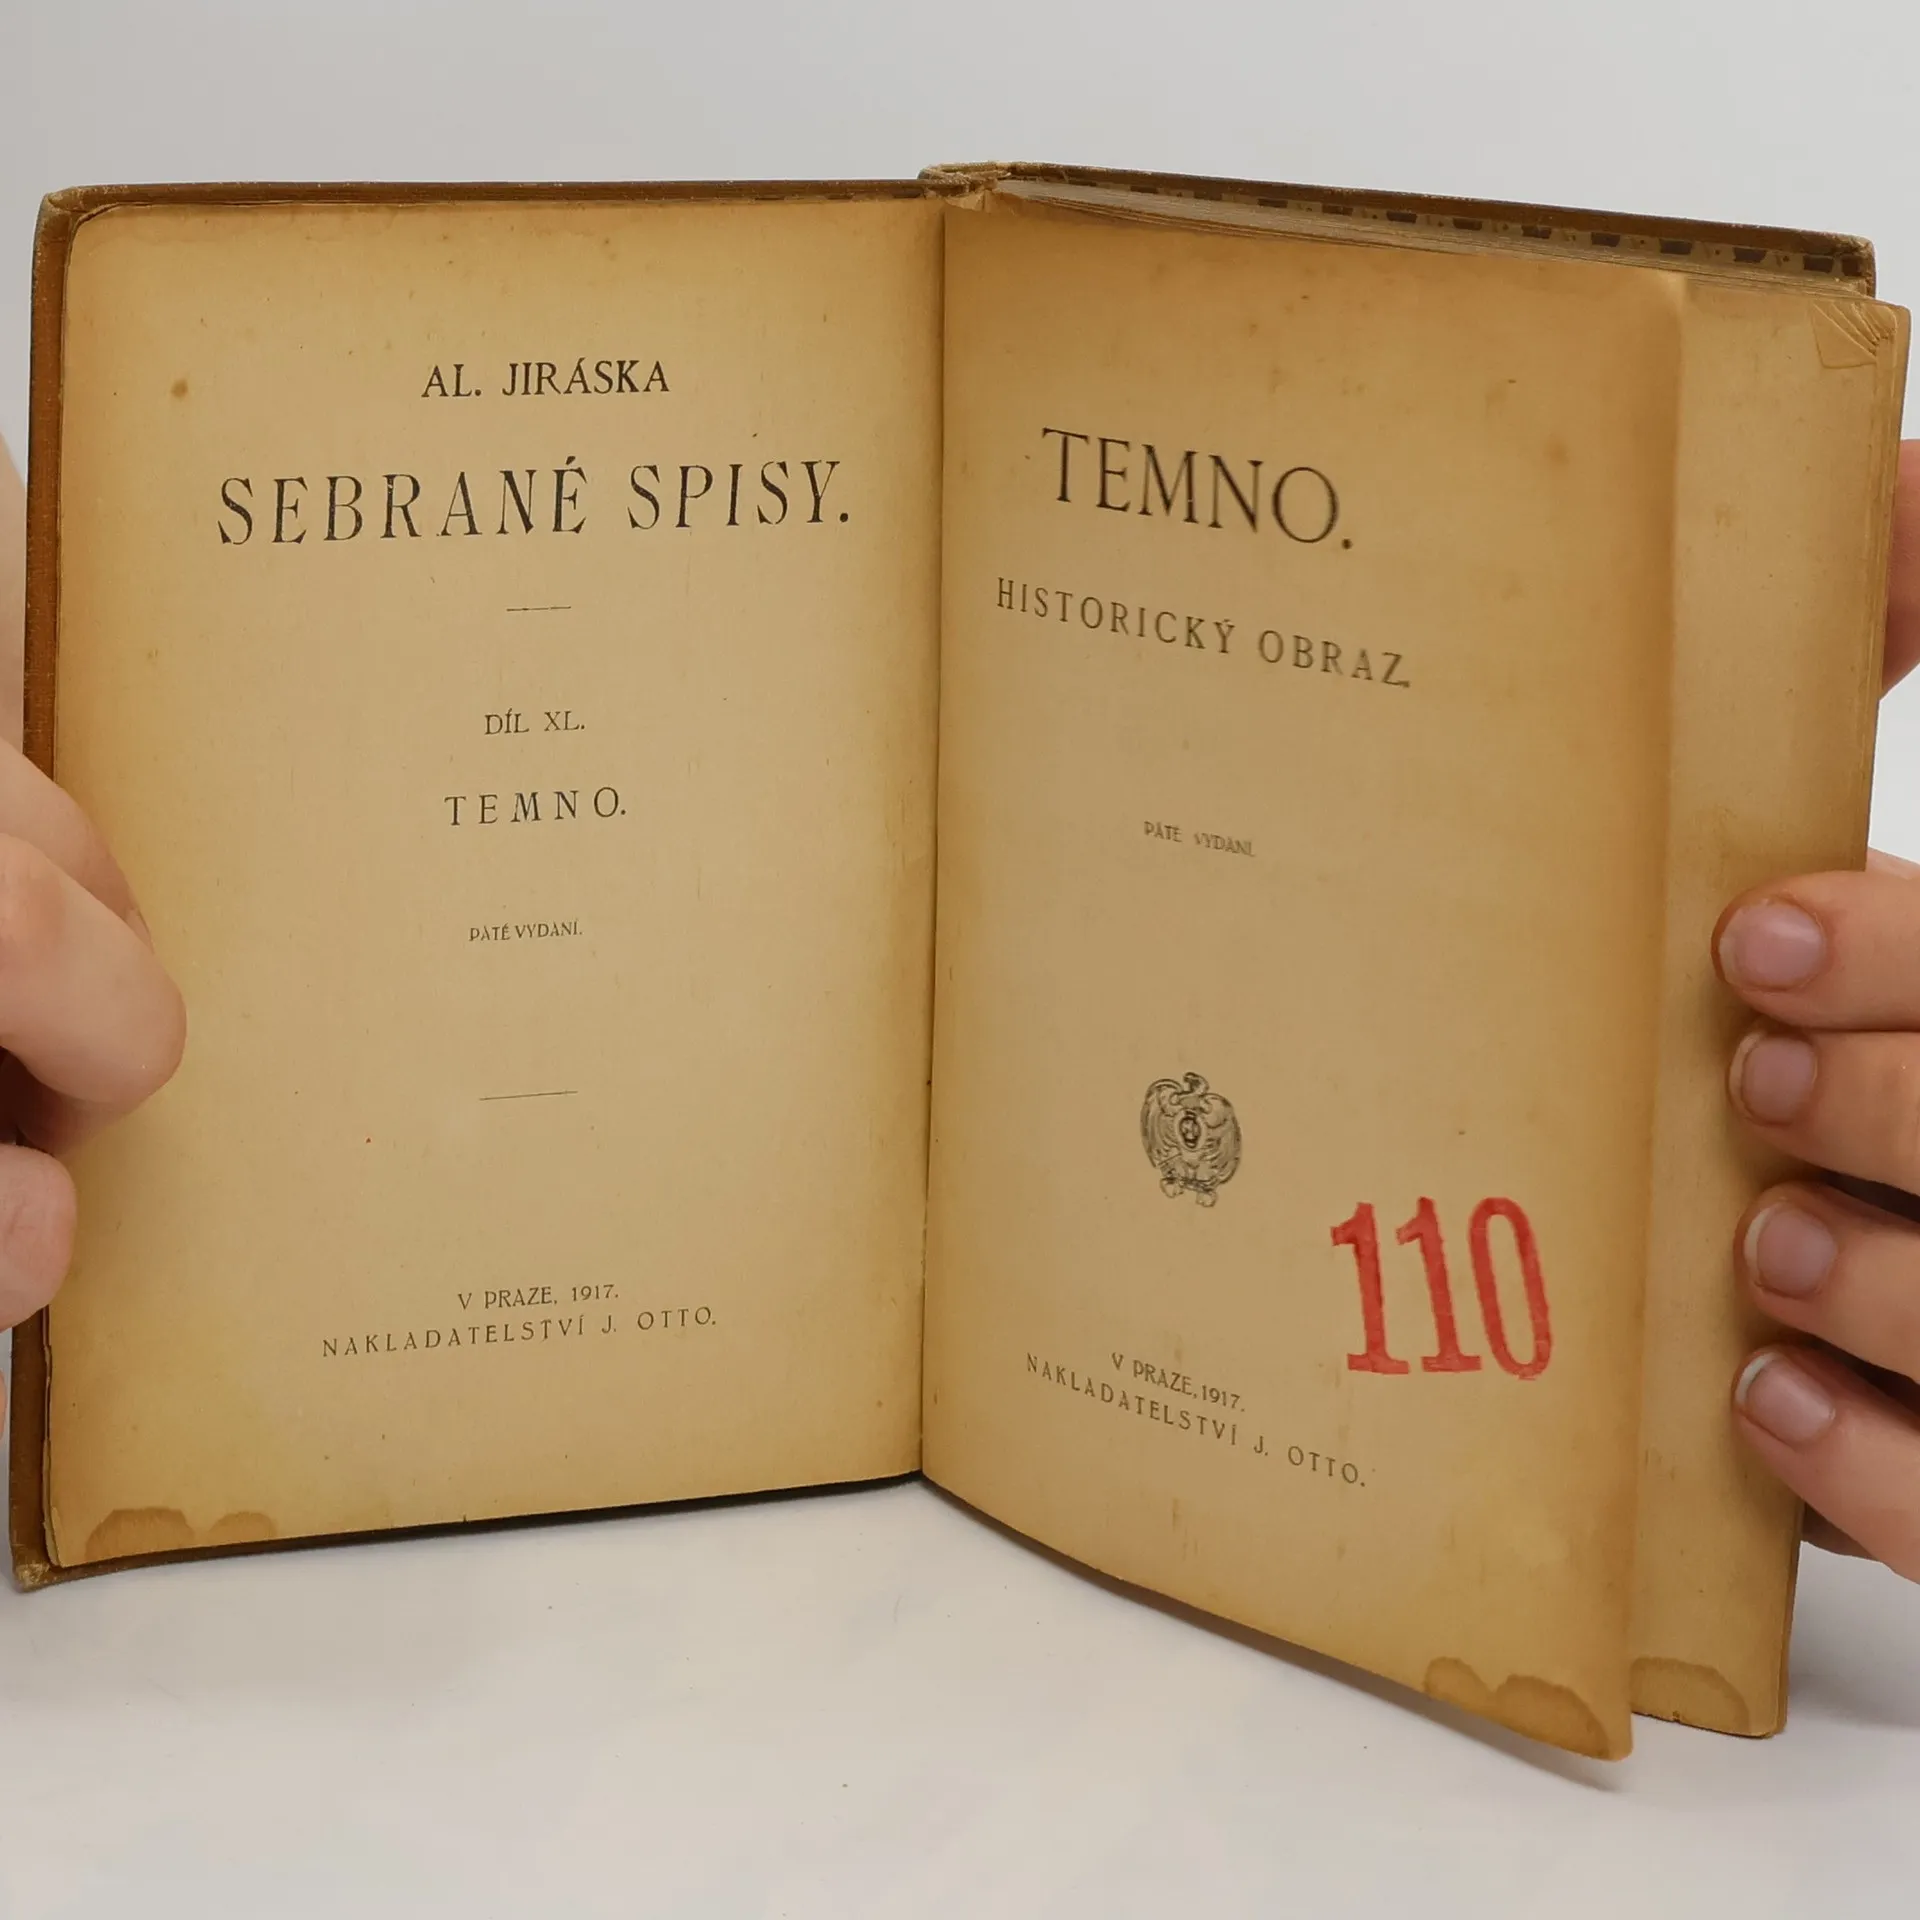 AL. JIRÁSKA
SEBRANÉ SPISY.
DÍL XL.
TEMNO.
PÁTÉ VYDÁNÍ.
V PRAZE, 1917.
NAKLADATELSTVÍ J. OTTO.
TEMNO.
HISTORICKÝ OBRAZ.
PÁTÉ VYDÁNÍ.
110
V PRAZE, 1917.
NAKLADATELSTVÍ J. OTTO.